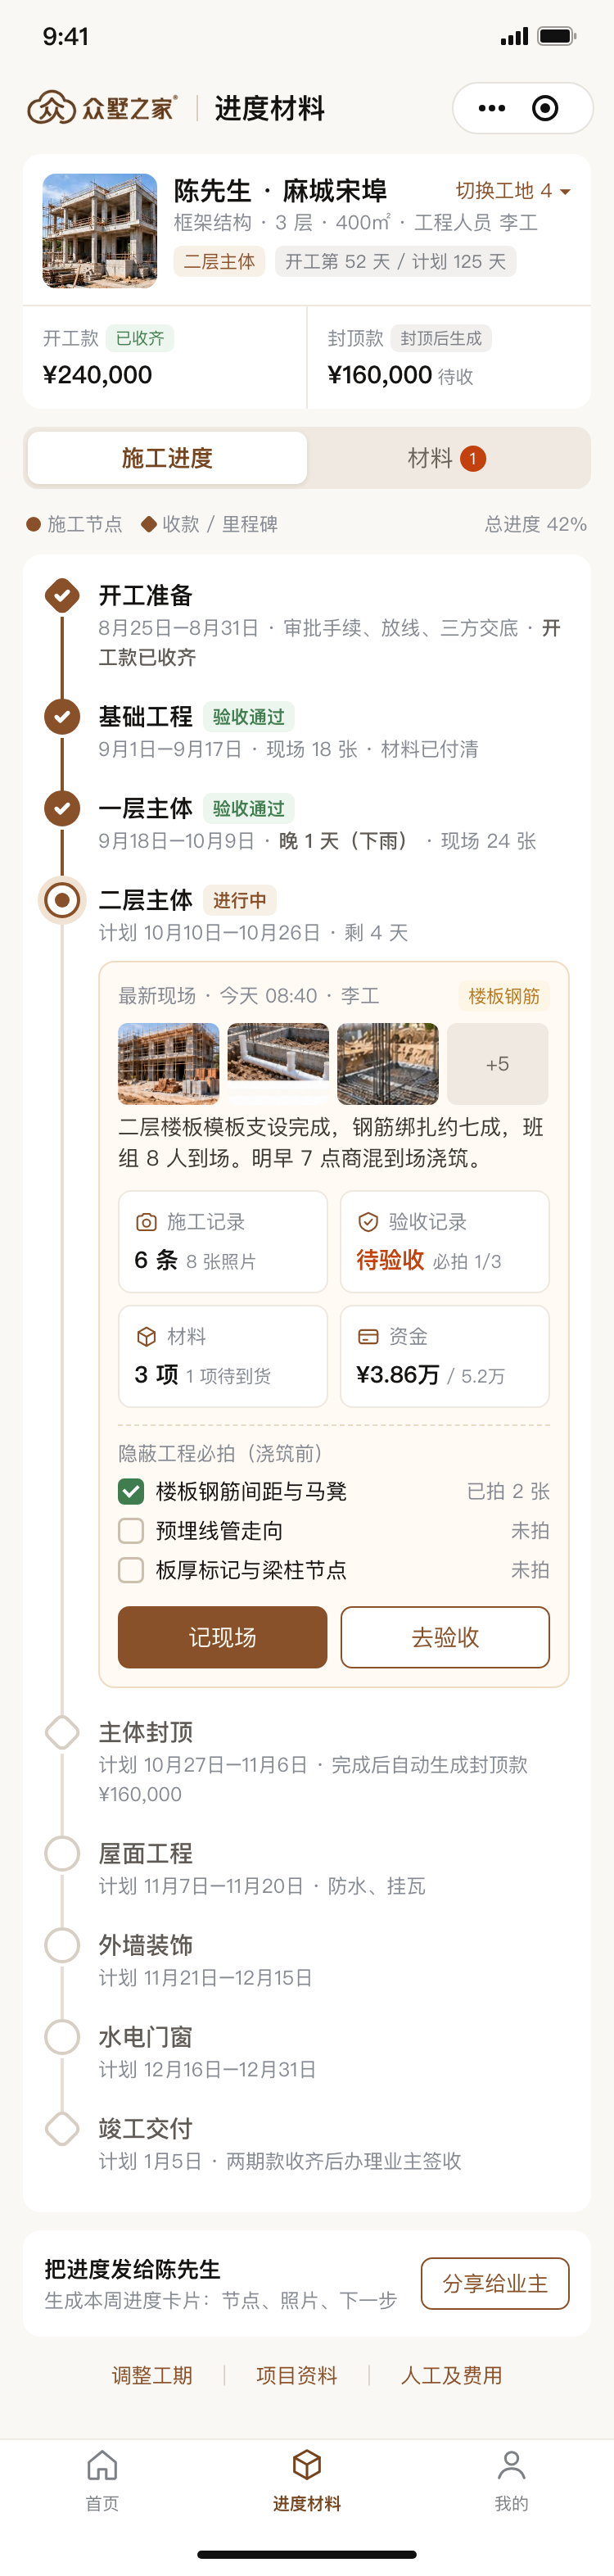 9:41
众墅之家® 进度材料
陈先生 · 麻城宋埠 切换工地 4
框架结构 · 3 层 · 400㎡ · 工程人员 李工
二层主体 开工第 52 天 / 计划 125 天
开工款 已收齐 封顶款 封顶后生成
¥240,000 ¥160,000 待收
施工进度 材料 1
施工节点 收款 / 里程碑 总进度 42%
开工准备
8月25日—8月31日 · 审批手续、放线、三方交底 · 开
工款已收齐
基础工程 验收通过
9月1日—9月17日 · 现场 18 张 · 材料已付清
一层主体 验收通过
9月18日—10月9日 · 晚 1 天（下雨） · 现场 24 张
二层主体 进行中
计划 10月10日—10月26日 · 剩 4 天
最新现场 · 今天 08:40 · 李工 楼板钢筋
+5
二层楼板模板支设完成，钢筋绑扎约七成，班
组 8 人到场。明早 7 点商混到场浇筑。
施工记录 验收记录
6 条 8 张照片 待验收 必拍 1/3
材料 资金
3 项 1 项待到货 ¥3.86万 / 5.2万
隐蔽工程必拍（浇筑前）
楼板钢筋间距与马凳 已拍 2 张
预埋线管走向 未拍
板厚标记与梁柱节点 未拍
记现场 去验收
主体封顶
计划 10月27日—11月6日 · 完成后自动生成封顶款
¥160,000
屋面工程
计划 11月7日—11月20日 · 防水、挂瓦
外墙装饰
计划 11月21日—12月15日
水电门窗
计划 12月16日—12月31日
竣工交付
计划 1月5日 · 两期款收齐后办理业主签收
把进度发给陈先生
生成本周进度卡片：节点、照片、下一步 分享给业主
调整工期 项目资料 人工及费用
首页 进度材料 我的